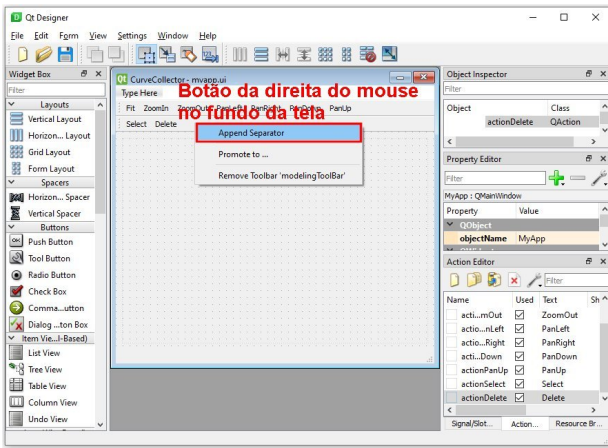 Qt Designer
File Edit Form View Settings Window Help
Widget Box
Filter
Layouts
Vertical Layout
Horizon... Layout
Grid Layout
Form Layout
Spacers
Horizon... Spacer
Vertical Spacer
Buttons
Push Button
Tool Button
Radio Button
Check Box
Comma...utton
Dialog ...ton Box
Item Vie...l-Based)
List View
Tree View
Table View
Column View
Undo View
CurveCollector - mvapp.ui
Type Here
Botão da direita do mouse
no fundo da tela
Fit ZoomIn ZoomOut PanLeft PanRight PanDown PanUp
Select Delete
Append Separator
Promote to ...
Remove Toolbar 'modelingToolBar'
Object Inspector
Filter
Object Class
actionDelete QAction
Property Editor
Filter
MyApp : QMainWindow
Property Value
QObject
objectName MyApp
Action Editor
Filter
Name Used Text Sh
acti...mOut ZoomOut
actio...nLeft PanLeft
actio...Right PanRight
acti...Down PanDown
actionPanUp PanUp
actionSelect Select
actionDelete Delete
Signal/Slot... Action... Resource Br...